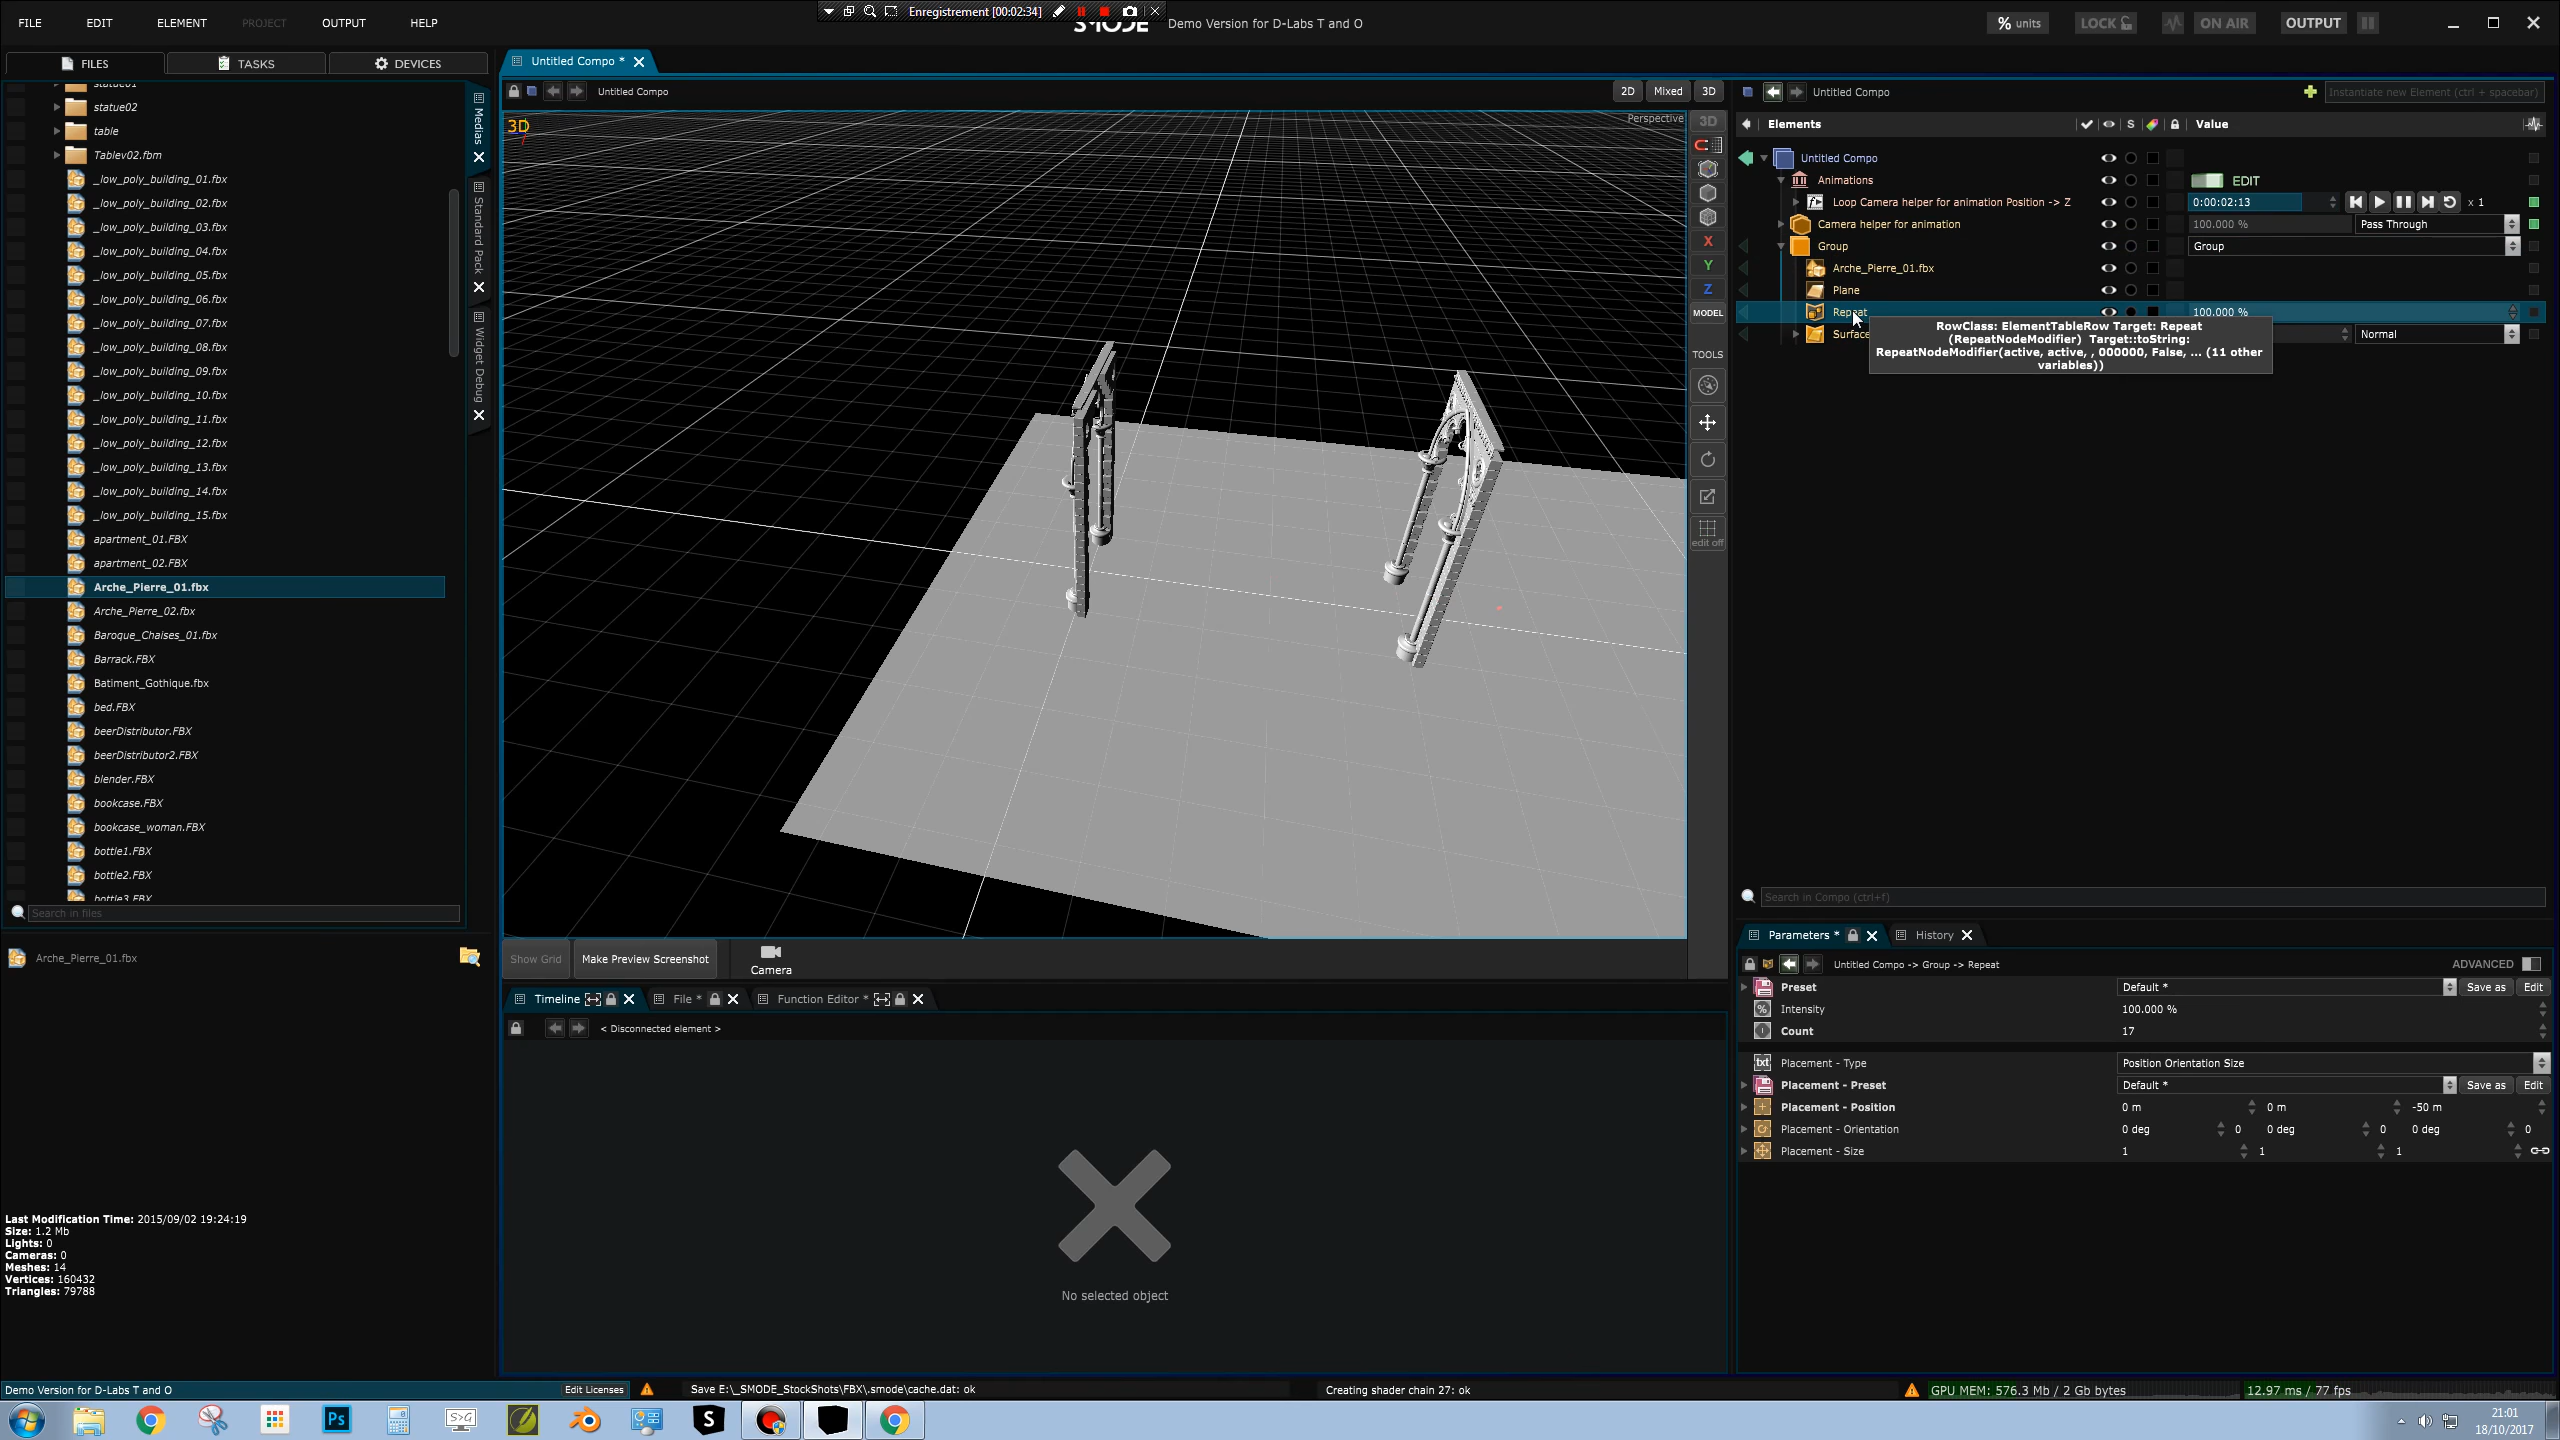 FILE EDIT ELEMENT PROJECT OUTPUT HELP
Enregistrement [00:02:34]
SMODE Demo Version for D-Labs T and O
% units LOCK ON AIR OUTPUT
FILES TASKS DEVICES
Untitled Compo *
statue01
statue02
table
Tablev02.fbm
_low_poly_building_01.fbx
_low_poly_building_02.fbx
_low_poly_building_03.fbx
_low_poly_building_04.fbx
_low_poly_building_05.fbx
_low_poly_building_06.fbx
_low_poly_building_07.fbx
_low_poly_building_08.fbx
_low_poly_building_09.fbx
_low_poly_building_10.fbx
_low_poly_building_11.fbx
_low_poly_building_12.fbx
_low_poly_building_13.fbx
_low_poly_building_14.fbx
_low_poly_building_15.fbx
apartment_01.FBX
apartment_02.FBX
Arche_Pierre_01.fbx
Arche_Pierre_02.fbx
Baroque_Chaises_01.fbx
Barrack.FBX
Batiment_Gothique.fbx
bed.FBX
beerDistributor.FBX
beerDistributor2.FBX
blender.FBX
bookcase.FBX
bookcase_woman.FBX
bottle1.FBX
bottle2.FBX
bottle3.FBX
Search in files
Medias
Standard Pack
Widget Debug
Arche_Pierre_01.fbx
Last Modification Time: 2015/09/02 19:24:19
Size: 1.2 Mb
Lights: 0
Cameras: 0
Meshes: 14
Vertices: 160432
Triangles: 79788
Untitled Compo
2D Mixed 3D
3D
Perspective
3D
X
Y
Z
MODEL
TOOLS
edit off
Show Grid Make Preview Screenshot Camera
Timeline File * Function Editor *
< Disconnected element >
No selected object
Untitled Compo Instantiate new Element (ctrl + spacebar)
Elements S Value
Untitled Compo
Animations EDIT
Loop Camera helper for animation Position -> Z 0:00:02:13 x 1
Camera helper for animation 100.000 % Pass Through
Group Group
Arche_Pierre_01.fbx
Plane
Repeat 100.000 %
Surface Normal
RowClass: ElementTableRow Target: Repeat
(RepeatNodeModifier) Target::toString:
RepeatNodeModifier(active, active, , 000000, False, ... (11 other
variables))
Search in Compo (ctrl+f)
Parameters * History
Untitled Compo -> Group -> Repeat ADVANCED
Preset Default * Save as Edit
Intensity 100.000 %
Count 17
txt Placement - Type Position Orientation Size
Placement - Preset Default * Save as Edit
Placement - Position 0 m 0 m -50 m
Placement - Orientation 0 deg 0 0 deg 0 0 deg 0
Placement - Size 1 1 1
Demo Version for D-Labs T and O Edit Licenses Save E:\_SMODE_StockShots\FBX\.smode\cache.dat: ok Creating shader chain 27: ok GPU MEM: 576.3 Mb / 2 Gb bytes 12.97 ms / 77 fps
Ps S>G S
21:01
18/10/2017